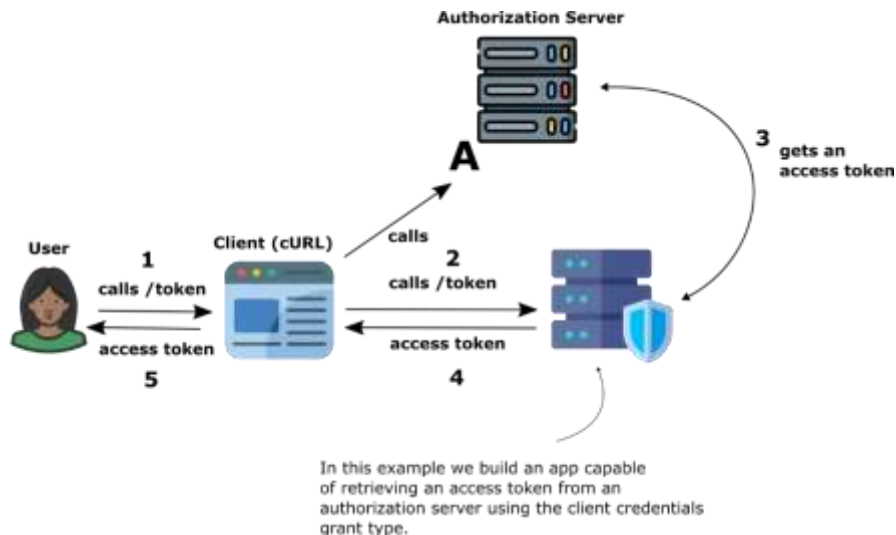 Authorization Server
A
3
gets an
access token
User
Client (cURL)
calls
1
calls /token
2
calls /token
access token
5
access token
4
In this example we build an app capable
of retrieving an access token from an
authorization server using the client credentials
grant type.